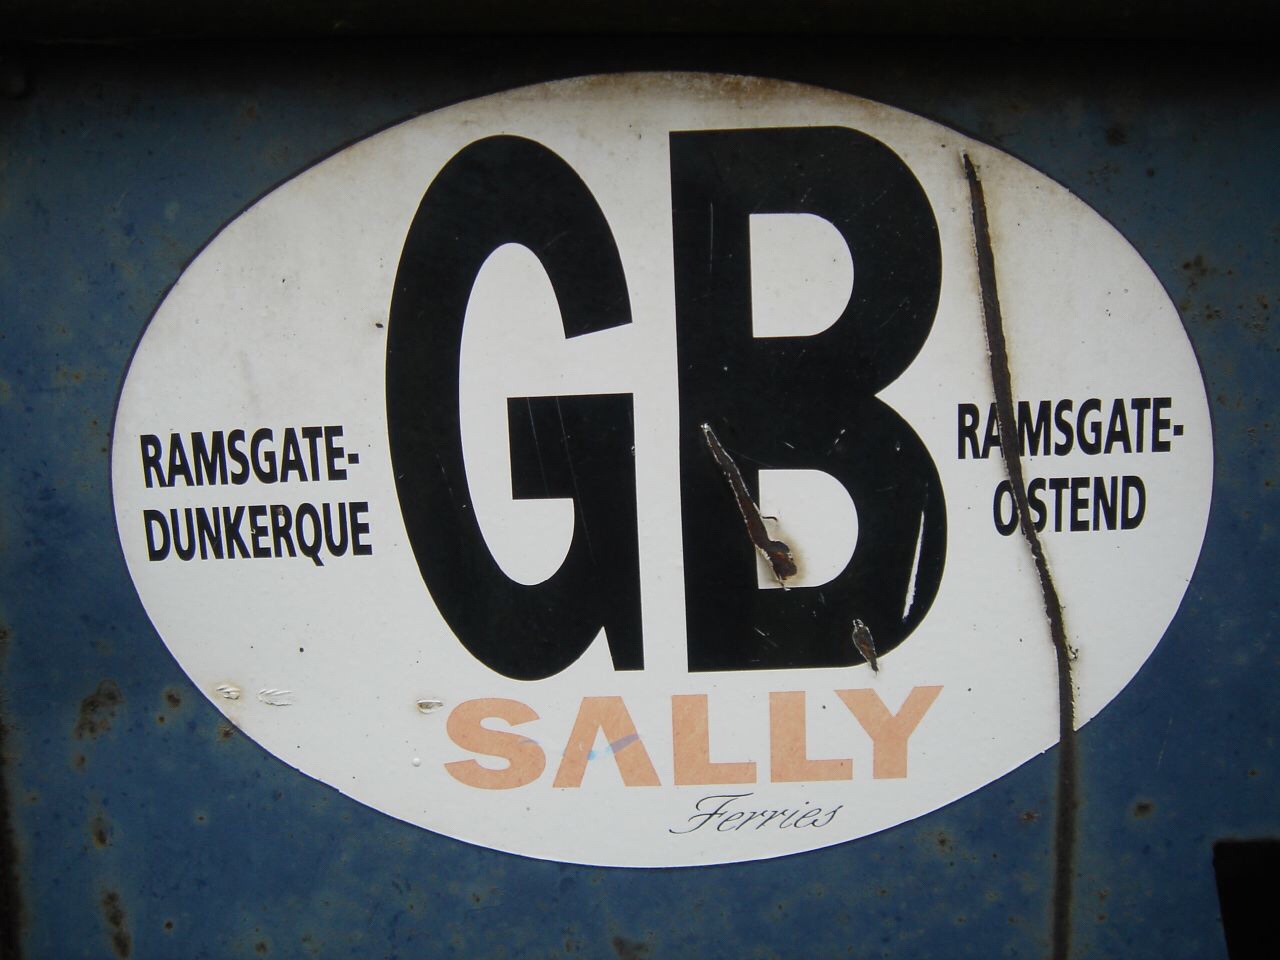 GB
RAMSGATE-
DUNKERQUE
RAMSGATE-
OSTEND
SALLY
Ferries